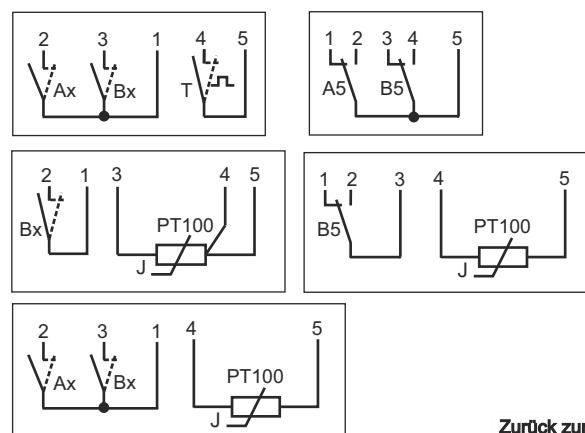 2 3 1 4 5
Ax Bx T
1 2 3 4 5
A5 B5
2 1 3 4 5
Bx PT100
J
1 2 3 4 5
B5 PT100
J
2 3 1 4 5
Ax Bx PT100
J
Zurück zur